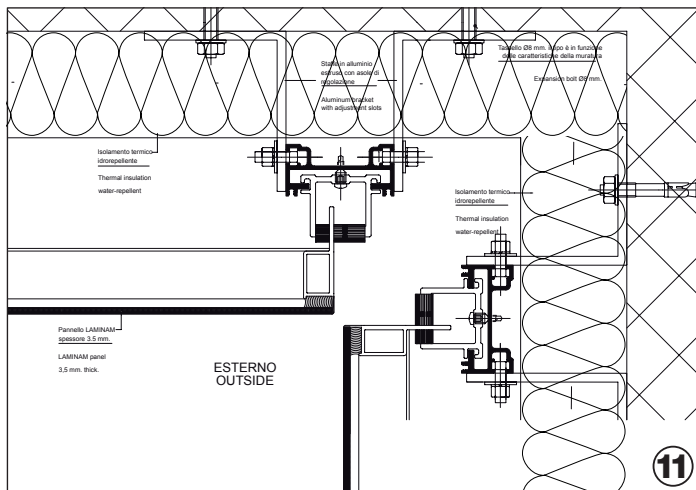 Staffe in alluminio
estruso con asole di
regolazione
Aluminum bracket
with adjustment slots
Tassello Ø8 mm. il tipo è in funzione
delle caratteristiche della muratura
Expansion bolt Ø8 mm.
Isolamento termico
idrorepellente
Thermal insulation
water-repellent
Isolamento termico
idrorepellente
Thermal insulation
water-repellent
Pannello LAMINAM
spessore 3.5 mm.
LAMINAM panel
3,5 mm. thick.
ESTERNO
OUTSIDE
11